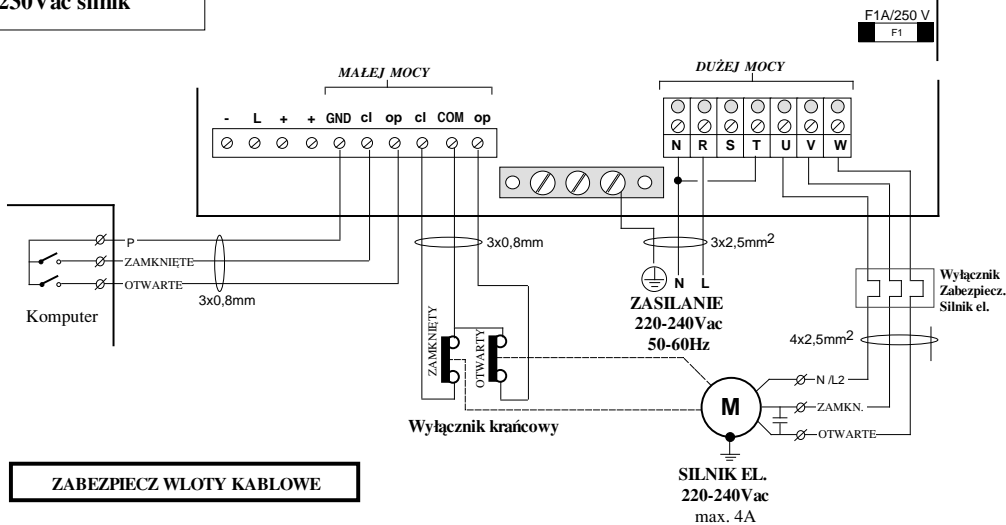 230Vac silnik
F1A/250 V
F1
MAŁEJ MOCY
DUŻEJ MOCY
- L + + GND cl op cl COM op
N R S T U V W
P
ZAMKNIĘTE
OTWARTE
3x0,8mm
Komputer
3x0,8mm
3x2,5mm²
N L
ZASILANIE
220-240Vac
50-60Hz
Wyłącznik
Zabezpiecz.
Silnik el.
4x2,5mm²
ZAMKNIĘTY
OTWARTY
Wyłącznik krańcowy
M
N /L2
ZAMKN.
OTWARTE
SILNIK EL.
220-240Vac
max. 4A
ZABEZPIECZ WLOTY KABLOWE